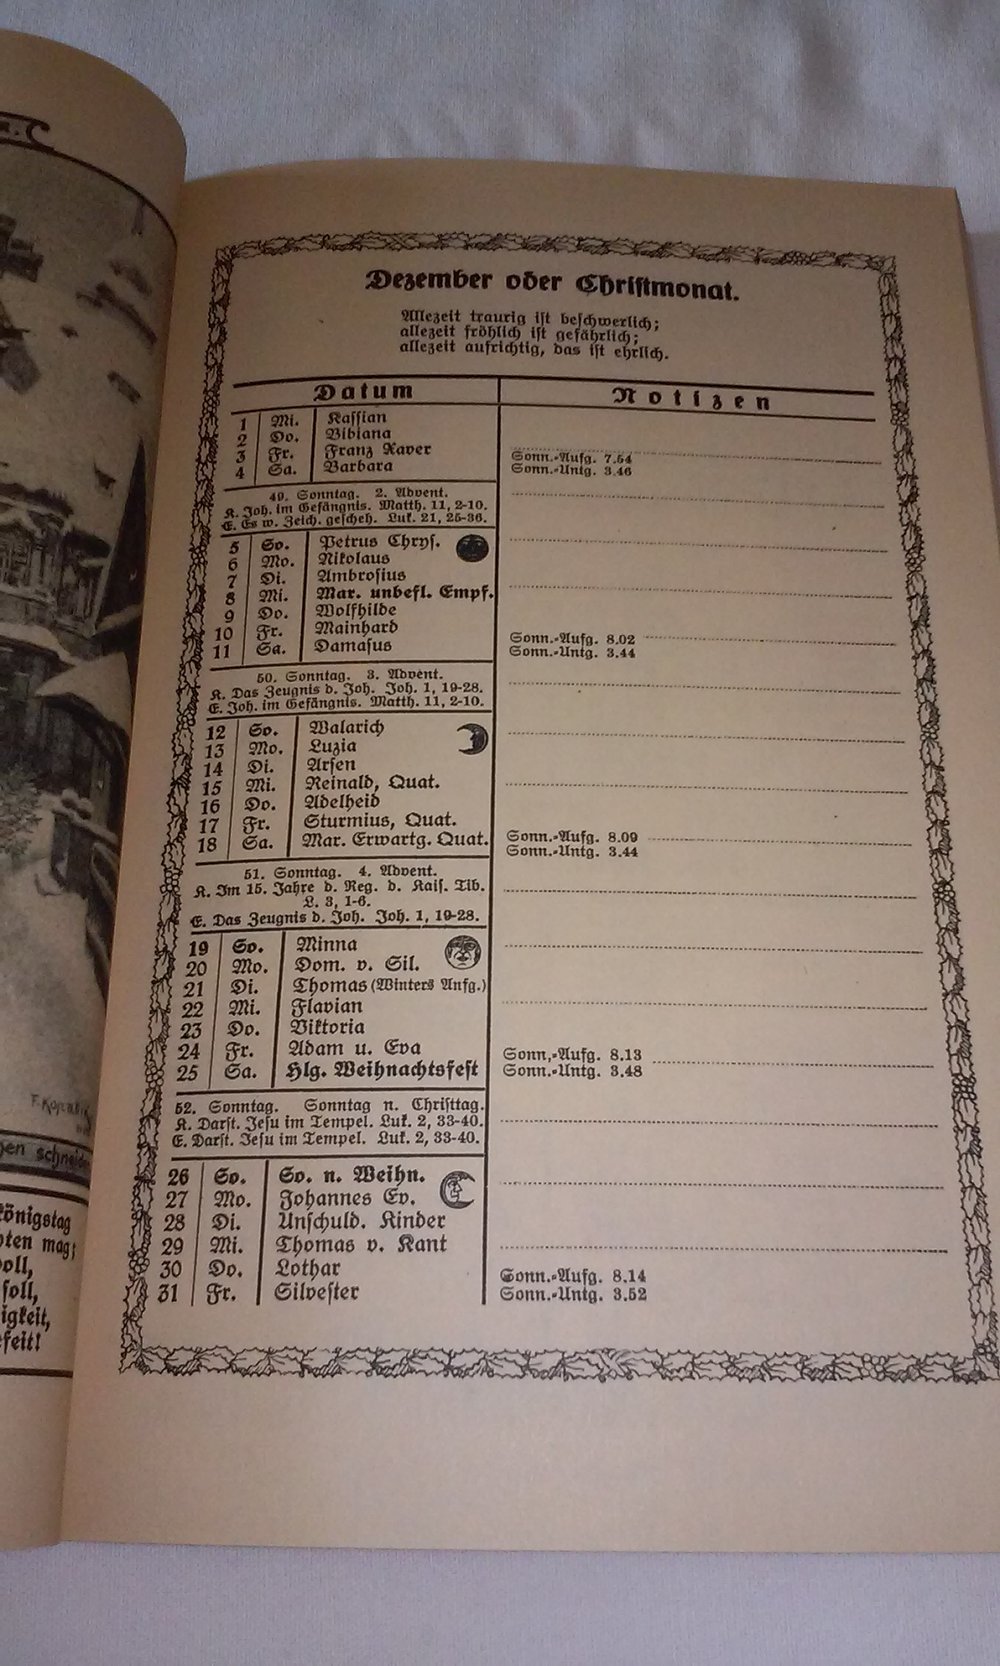 hen schneide
königstag
oten mag;
oll,
soll,
igkeit,
efeit!
Dezember oder Christmonat.
Allezeit traurig ist beschwerlich;
allezeit fröhlich ist gefährlich;
allezeit aufrichtig, das ist ehrlich.
Datum Notizen
1 Mi. Kassian
2 Do. Bibiana
3 Fr. Franz Xaver Sonn.-Aufg. 7.54
4 Sa. Barbara Sonn.-Untg. 3.46
49. Sonntag. 2. Advent.
K. Joh. im Gefängnis. Matth. 11, 2-10.
E. Es w. Zeich. gescheh. Luk. 21, 25-36.
5 So. Petrus Chrys.
6 Mo. Nikolaus
7 Di. Ambrosius
8 Mi. Mar. unbefl. Empf.
9 Do. Wolfhilde
10 Fr. Mainhard Sonn.-Aufg. 8.02
11 Sa. Damasus Sonn.-Untg. 3.44
50. Sonntag. 3. Advent.
K. Das Zeugnis d. Joh. Joh. 1, 19-28.
E. Joh. im Gefängnis. Matth. 11, 2-10.
12 So. Walarich
13 Mo. Luzia
14 Di. Arsen
15 Mi. Reinald, Quat.
16 Do. Adelheid
17 Fr. Sturmius, Quat.
18 Sa. Mar. Erwartg. Quat. Sonn.-Aufg. 8.09
Sonn.-Untg. 3.44
51. Sonntag. 4. Advent.
K. Im 15. Jahre d. Reg. d. Kais. Tib.
L. 3, 1-6.
E. Das Zeugnis d. Joh. Joh. 1, 19-28.
19 So. Minna
20 Mo. Dom. v. Sil.
21 Di. Thomas (Winters Anfg.)
22 Mi. Flavian
23 Do. Viktoria
24 Fr. Adam u. Eva Sonn.-Aufg. 8.13
25 Sa. Hlg. Weihnachtsfest Sonn.-Untg. 3.48
52. Sonntag. Sonntag n. Christtag.
K. Darst. Jesu im Tempel. Luk. 2, 33-40.
E. Darst. Jesu im Tempel. Luk. 2, 33-40.
26 So. So. n. Weihn.
27 Mo. Johannes Ev.
28 Di. Unschuld. Kinder
29 Mi. Thomas v. Kant
30 Do. Lothar Sonn.-Aufg. 8.14
31 Fr. Silvester Sonn.-Untg. 3.52